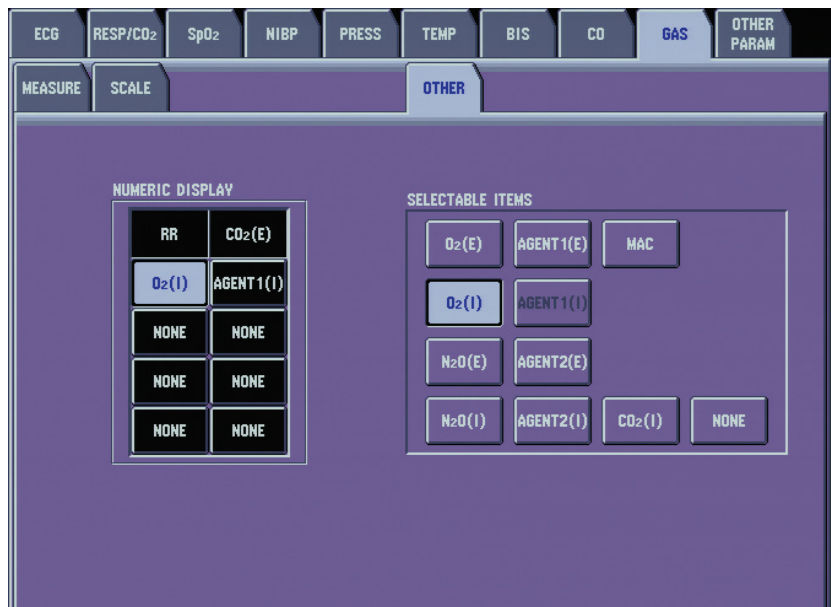 ECG RESP/CO₂ SpO₂ NIBP PRESS TEMP BIS CO GAS OTHER PARAM
MEASURE SCALE OTHER
NUMERIC DISPLAY
RR CO₂(E)
O₂(I) AGENT1(I)
NONE NONE
NONE NONE
NONE NONE
SELECTABLE ITEMS
O₂(E) AGENT1(E) MAC
O₂(I) AGENT1(I)
N₂O(E) AGENT2(E)
N₂O(I) AGENT2(I) CO₂(I) NONE